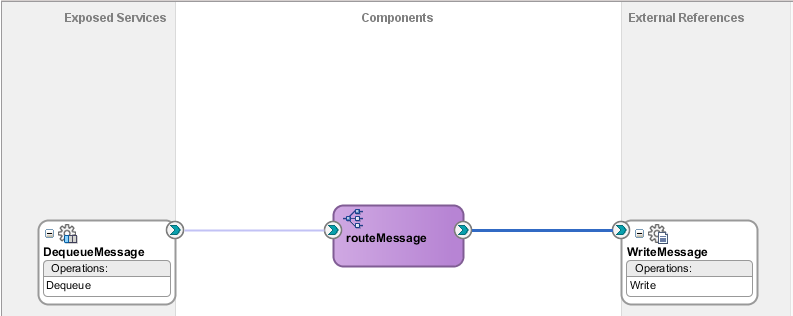 Exposed Services
Components
External References
routeMessage
DequeueMessage
Operations:
Dequeue
WriteMessage
Operations:
Write